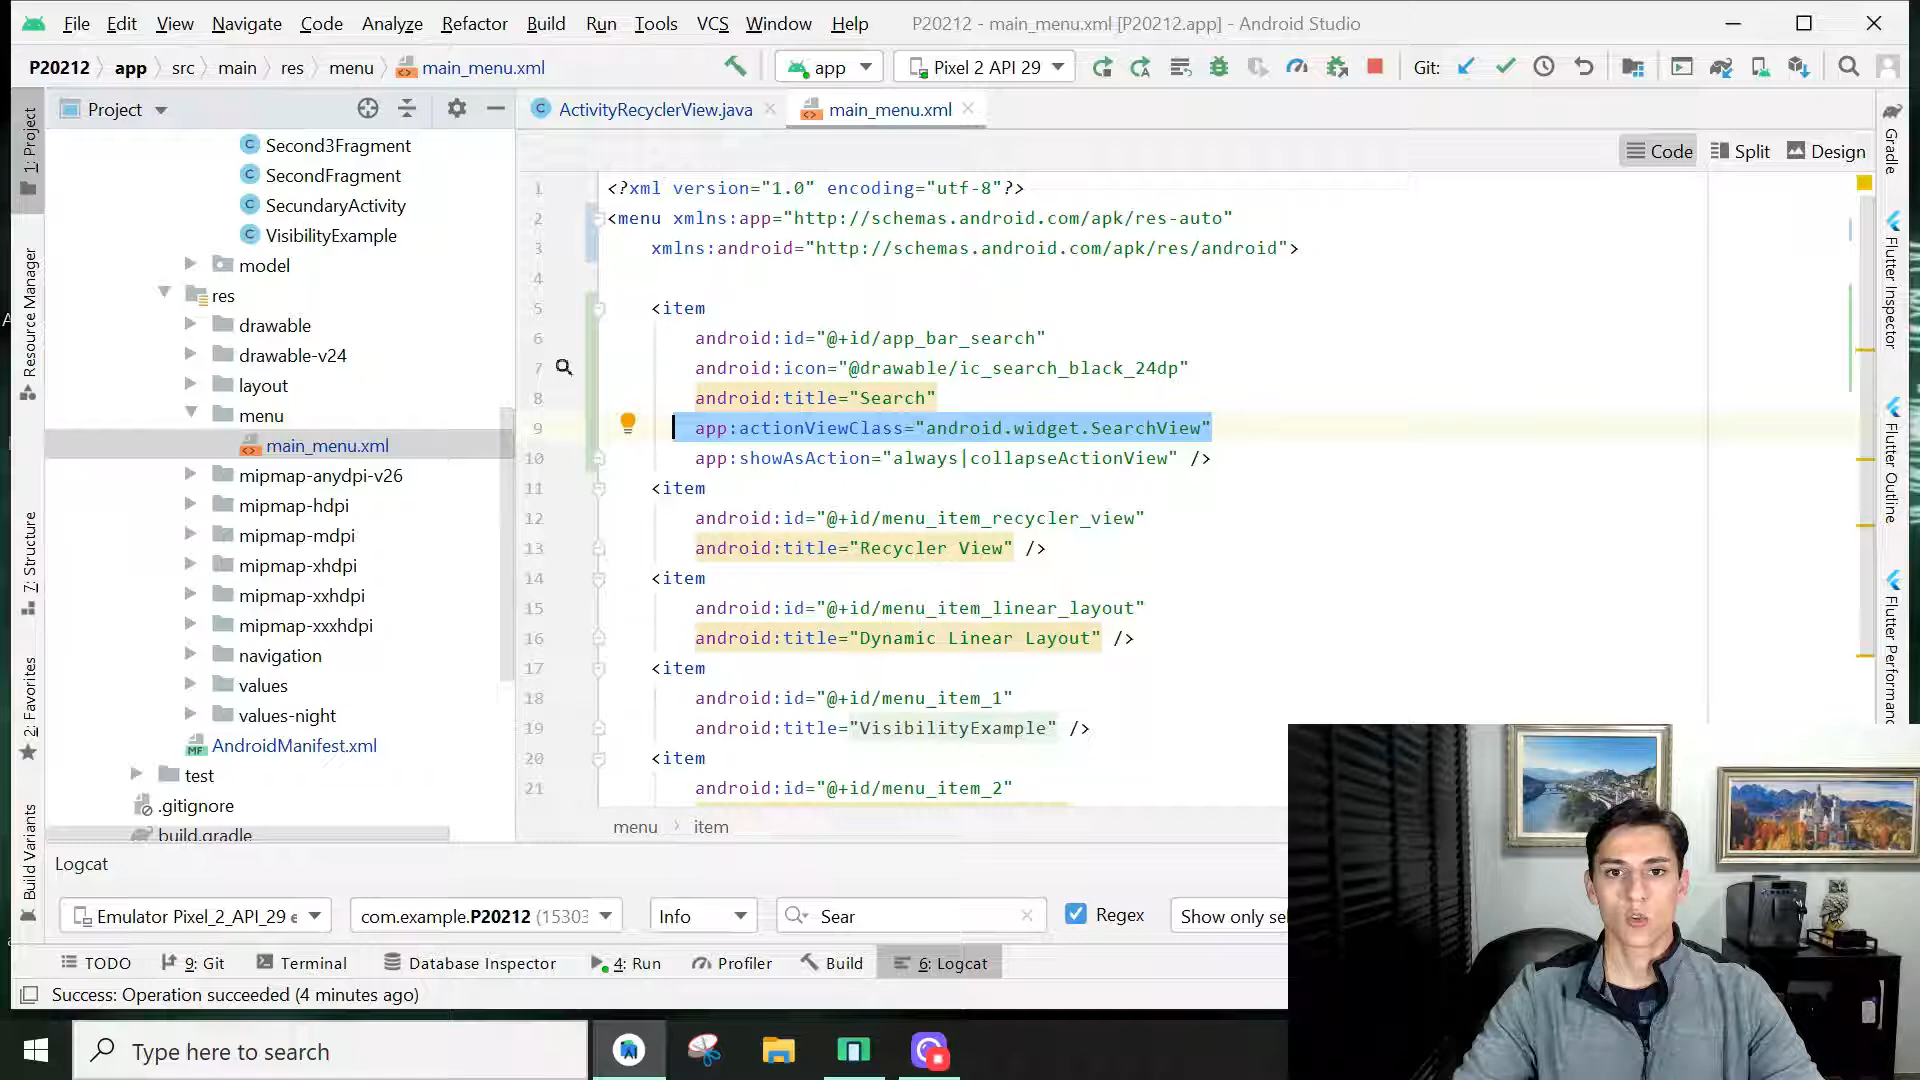 File Edit View Navigate Code Analyze Refactor Build Run Tools VCS Window Help P20212 - main_menu.xml [P20212.app] - Android Studio
P20212 app src main res menu main_menu.xml app Pixel 2 API 29 Git:
Project ActivityRecyclerView.java main_menu.xml
Code Split Design
Second3Fragment
SecondFragment
SecundaryActivity
VisibilityExample
model
res
drawable
drawable-v24
layout
menu
main_menu.xml
mipmap-anydpi-v26
mipmap-hdpi
mipmap-mdpi
mipmap-xhdpi
mipmap-xxhdpi
mipmap-xxxhdpi
navigation
values
values-night
AndroidManifest.xml
test
.gitignore
build.gradle
1: Project
Resource Manager
7: Structure
2: Favorites
Build Variants
1 <?xml version="1.0" encoding="utf-8"?>
2 <menu xmlns:app="http://schemas.android.com/apk/res-auto"
3 xmlns:android="http://schemas.android.com/apk/res/android">
4
5 <item
6 android:id="@+id/app_bar_search"
7 android:icon="@drawable/ic_search_black_24dp"
8 android:title="Search"
9 app:actionViewClass="android.widget.SearchView"
10 app:showAsAction="always|collapseActionView" />
11 <item
12 android:id="@+id/menu_item_recycler_view"
13 android:title="Recycler View" />
14 <item
15 android:id="@+id/menu_item_linear_layout"
16 android:title="Dynamic Linear Layout" />
17 <item
18 android:id="@+id/menu_item_1"
19 android:title="VisibilityExample" />
20 <item
21 android:id="@+id/menu_item_2"
menu item
Gradle
Flutter Inspector
Flutter Outline
Flutter Performanc
Logcat
Emulator Pixel_2_API_29 com.example.P20212 (15303 Info Sear Regex Show only se
TODO 9: Git Terminal Database Inspector 4: Run Profiler Build 6: Logcat
Success: Operation succeeded (4 minutes ago)
Type here to search